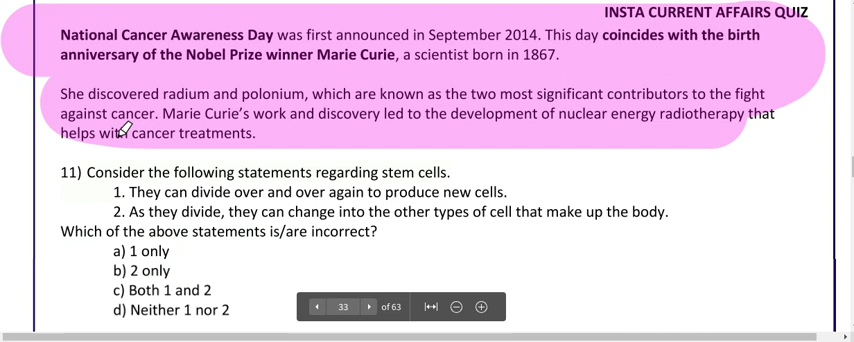 INSTA CURRENT AFFAIRS QUIZ
National Cancer Awareness Day was first announced in September 2014. This day coincides with the birth
anniversary of the Nobel Prize winner Marie Curie, a scientist born in 1867.
She discovered radium and polonium, which are known as the two most significant contributors to the fight
against cancer. Marie Curie's work and discovery led to the development of nuclear energy radiotherapy that
helps with cancer treatments.
11) Consider the following statements regarding stem cells.
1. They can divide over and over again to produce new cells.
2. As they divide, they can change into the other types of cell that make up the body.
Which of the above statements is/are incorrect?
a) 1 only
b) 2 only
c) Both 1 and 2
d) Neither 1 nor 2
33 of 63